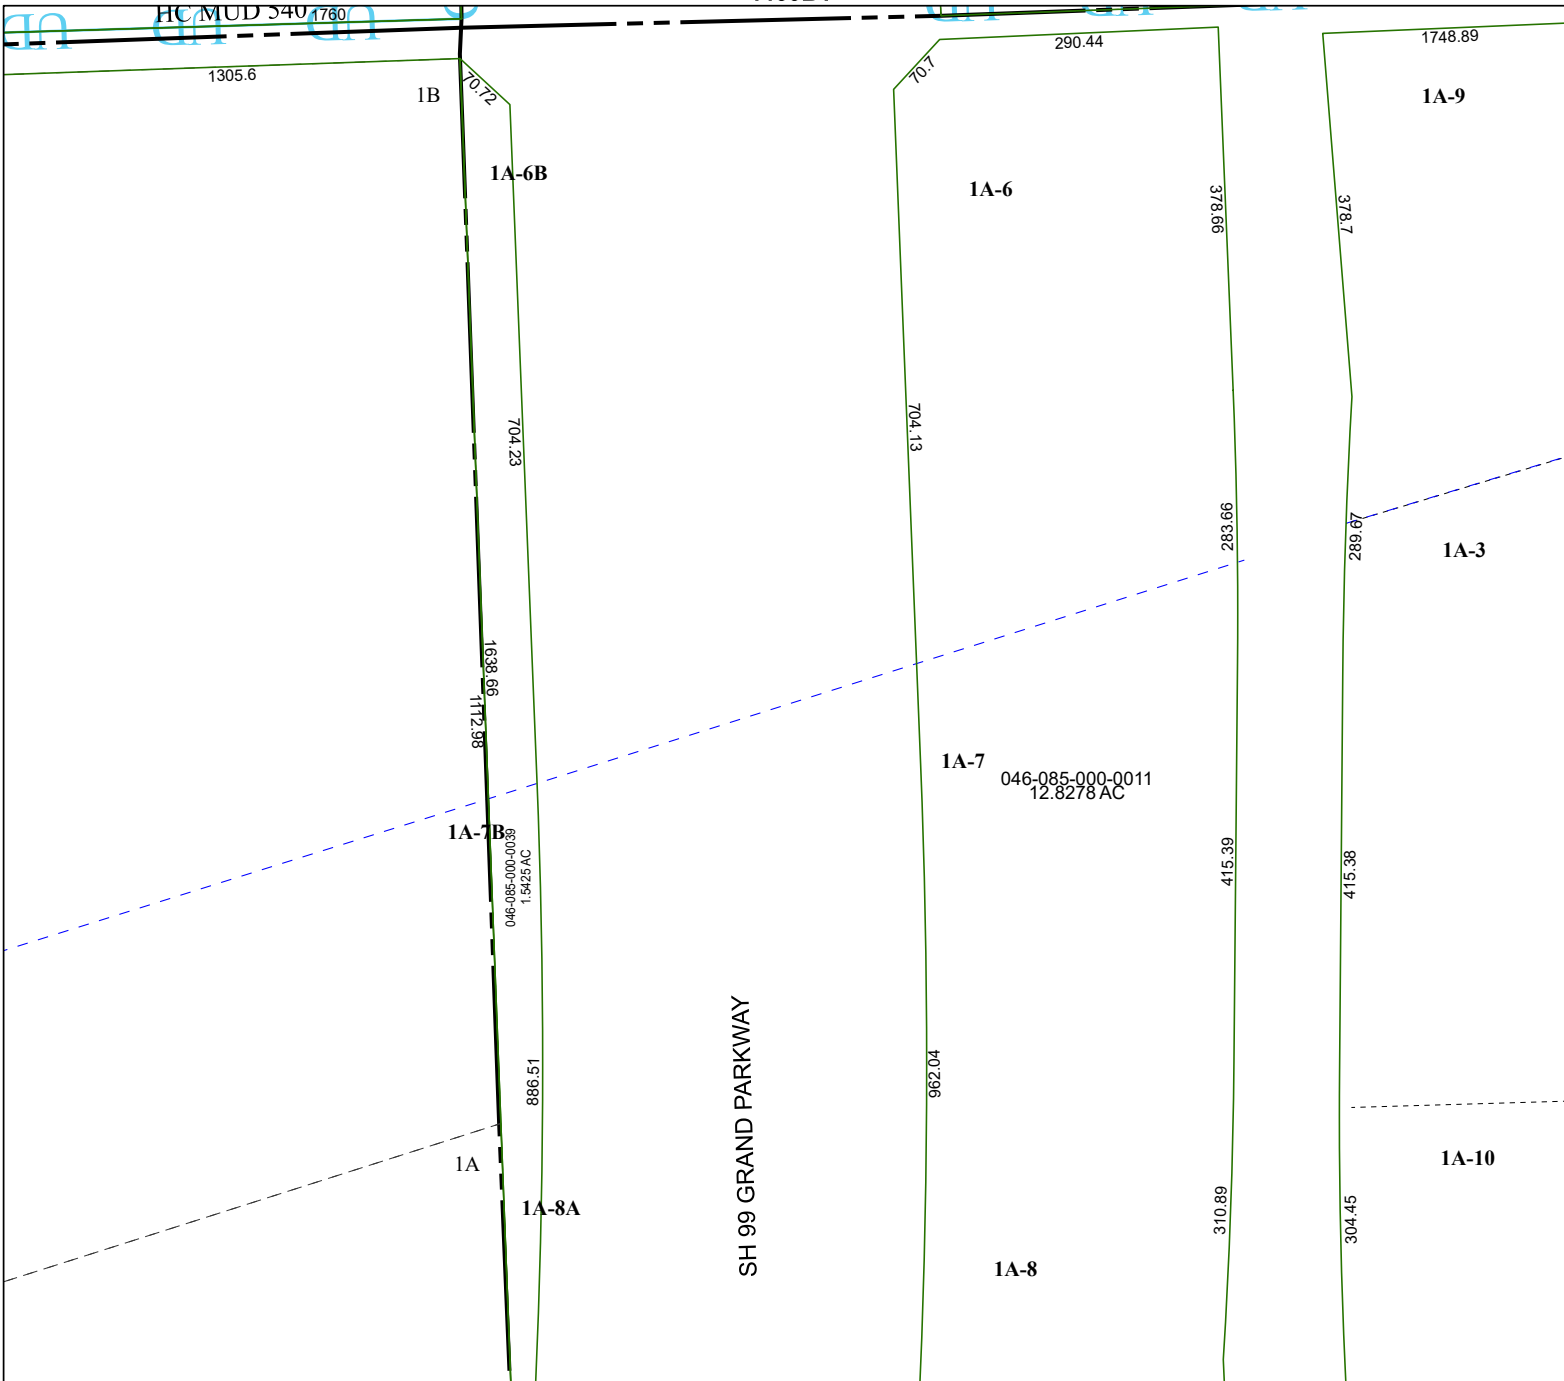 HC MUD 540
1760
1305.6
70.72
1B
1A-6B
70.7
290.44
1748.89
1A-9
1A-6
378.66
378.7
704.23
704.13
283.66
289.67
1A-3
1638.66
1112.98
1A-7
046-085-000-0011
12.8278 AC
1A-7B
046-085-000-0039
1.5425 AC
415.39
415.38
886.51
962.04
SH 99 GRAND PARKWAY
1A
1A-8A
1A-10
310.89
304.45
1A-8